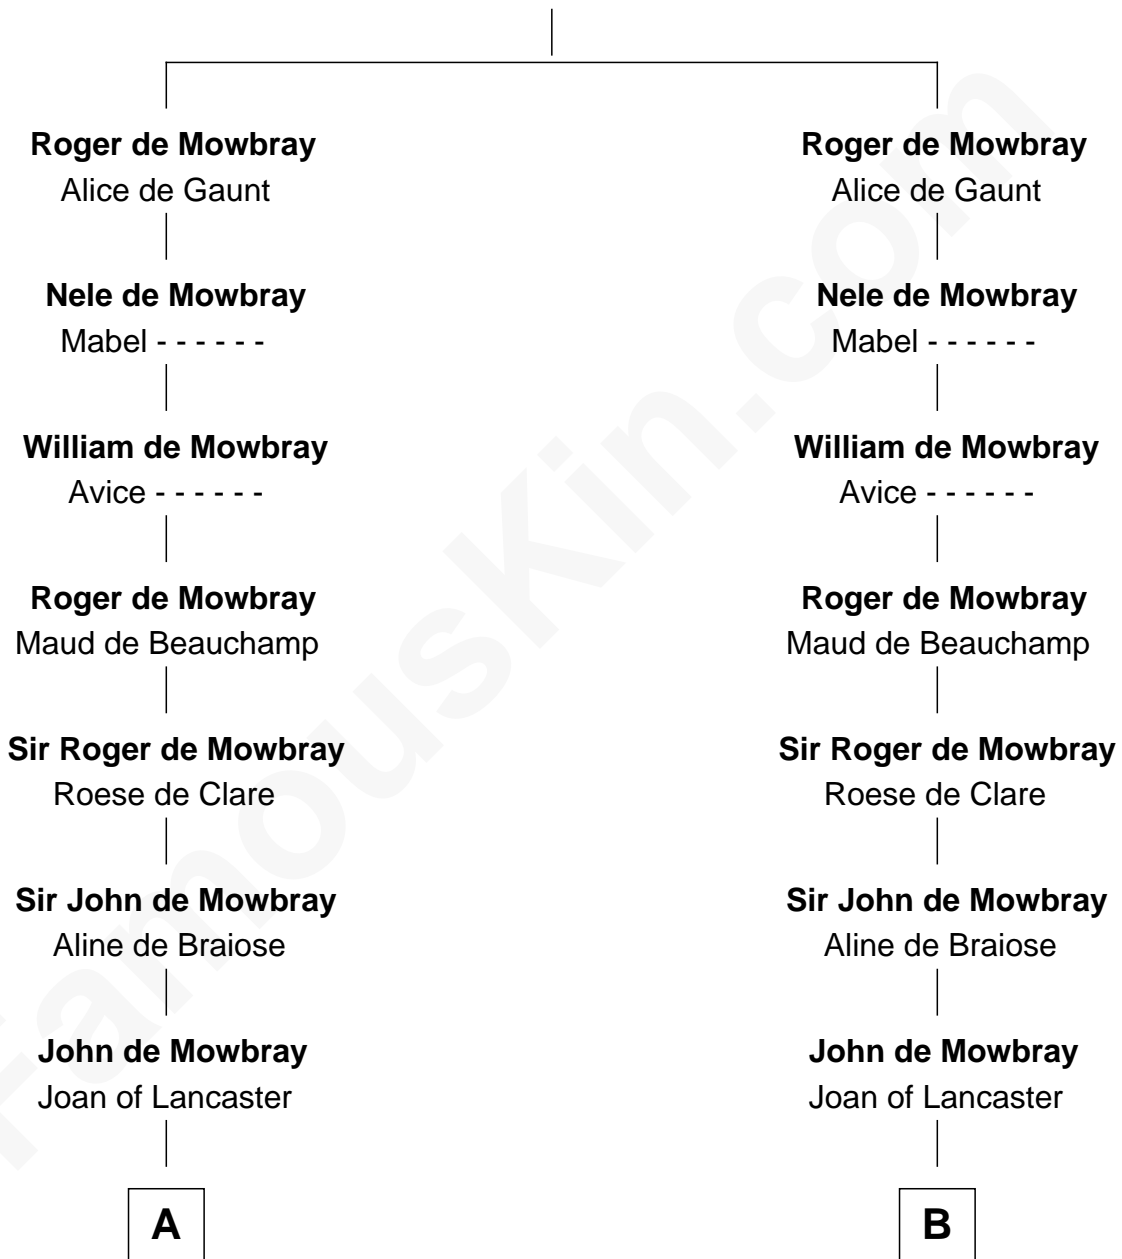 Roger de Mowbray
Alice de Gaunt
Nele de Mowbray
Mabel - - - - - -
William de Mowbray
Avice - - - - - -
Roger de Mowbray
Maud de Beauchamp
Sir Roger de Mowbray
Roese de Clare
Sir John de Mowbray
Aline de Braiose
John de Mowbray
Joan of Lancaster
A
Roger de Mowbray
Alice de Gaunt
Nele de Mowbray
Mabel - - - - - -
William de Mowbray
Avice - - - - - -
Roger de Mowbray
Maud de Beauchamp
Sir Roger de Mowbray
Roese de Clare
Sir John de Mowbray
Aline de Braiose
John de Mowbray
Joan of Lancaster
B
FamousKin.com